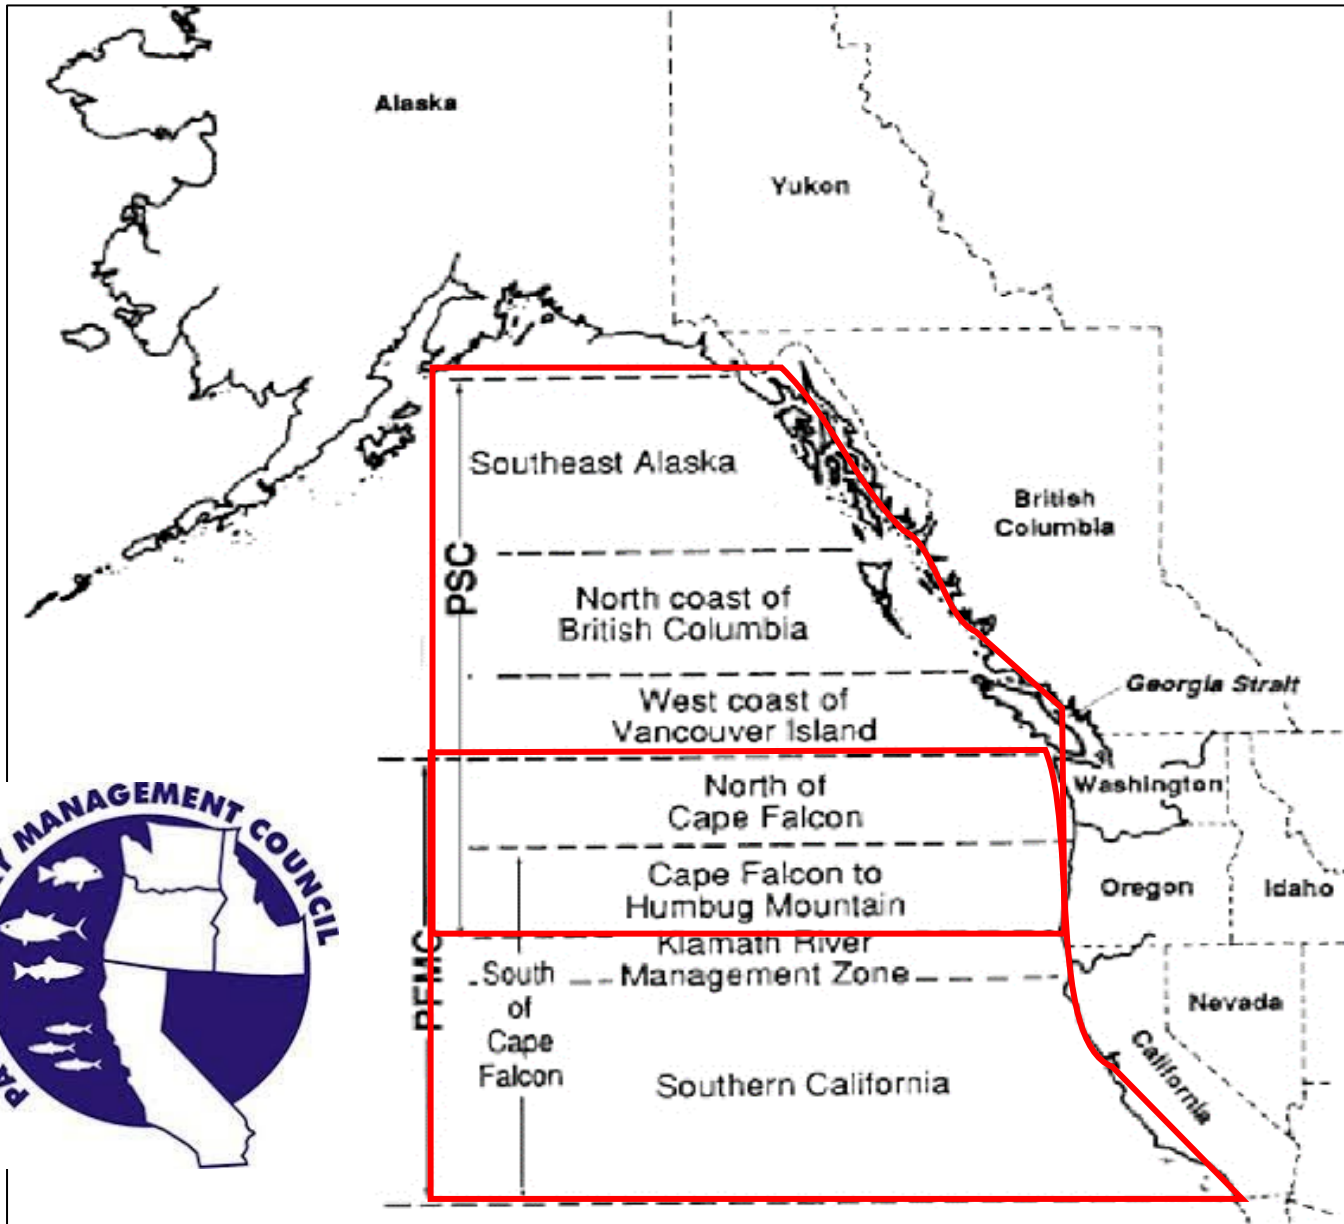 Alaska
Yukon
Southeast Alaska
British
Columbia
PSC
North coast of
British Columbia
Georgia Strait
West coast of
Vancouver Island
Washington
North of
Cape Falcon
Cape Falcon to
Humbug Mountain
Oregon
Idaho
Klamath River
Management Zone
PFMC
South
of
Cape
Falcon
Nevada
California
Southern California
PA
Y MANAGEMENT COUNCIL